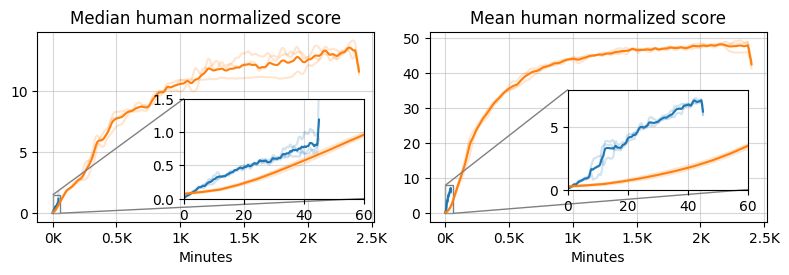 Median human normalized score
10
5
0
1.5
1.0
0.5
0.0
0 20 40 60
0K 0.5K 1K 1.5K 2K 2.5K
Minutes
Mean human normalized score
50
40
30
20
10
0
5
0
0 20 40 60
0K 0.5K 1K 1.5K 2K 2.5K
Minutes